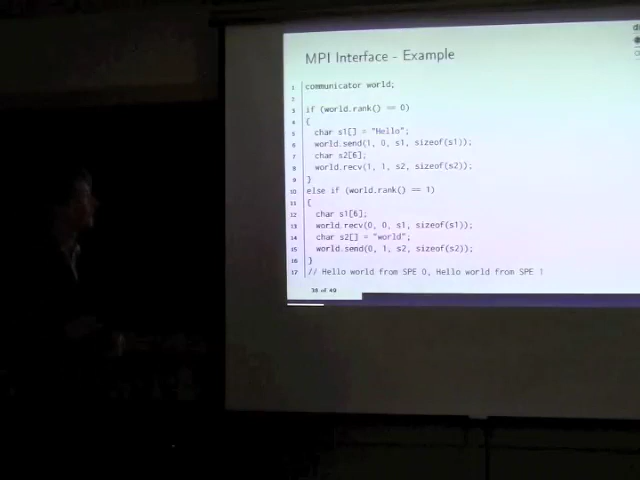 MPI Interface - Example
1 communicator world;
2
3 if (world.rank() == 0)
4 {
5 char s1[] = "Hello";
6 world.send(1, 0, s1, sizeof(s1));
7 char s2[6];
8 world.recv(1, 1, s2, sizeof(s2));
9 }
10 else if (world.rank() == 1)
11 {
12 char s1[6];
13 world.recv(0, 0, s1, sizeof(s1));
14 char s2[] = "world";
15 world.send(0, 1, s2, sizeof(s2));
16 }
17 // Hello world from SPE 0, Hello world from SPE 1